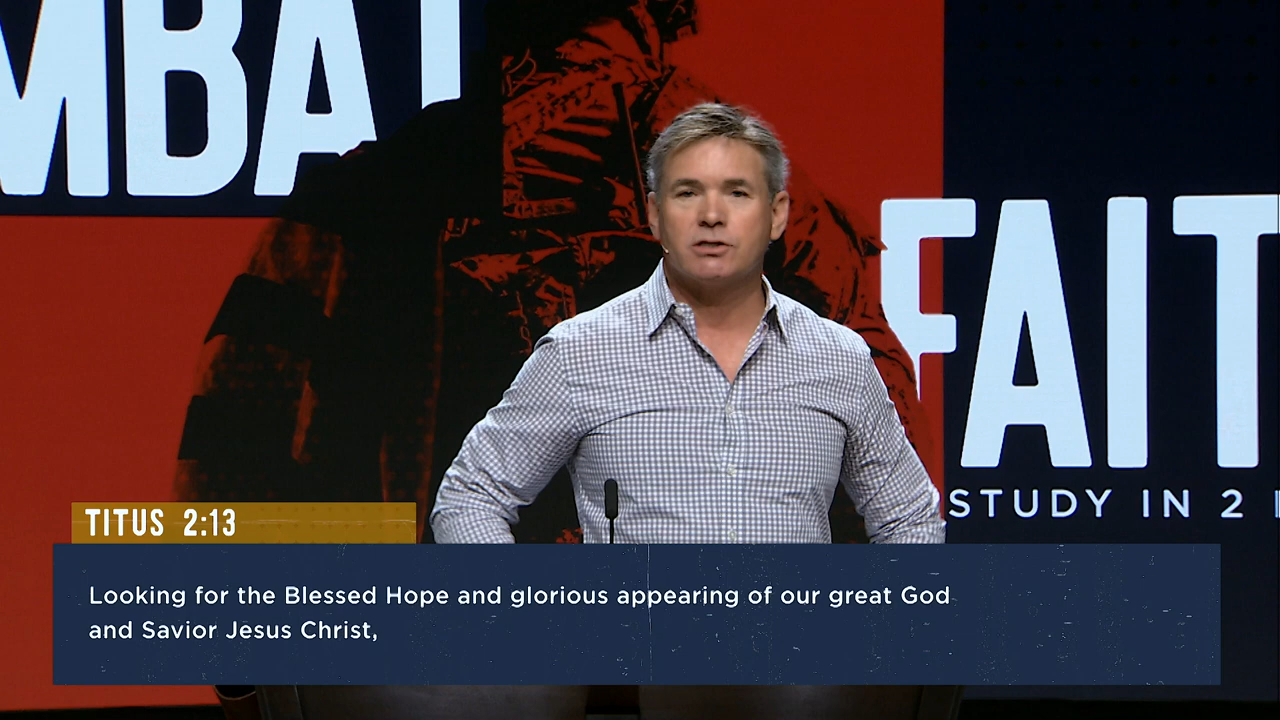 MBA
FAIT
STUDY IN 2
TITUS 2:13
Looking for the Blessed Hope and glorious appearing of our great God
and Savior Jesus Christ,